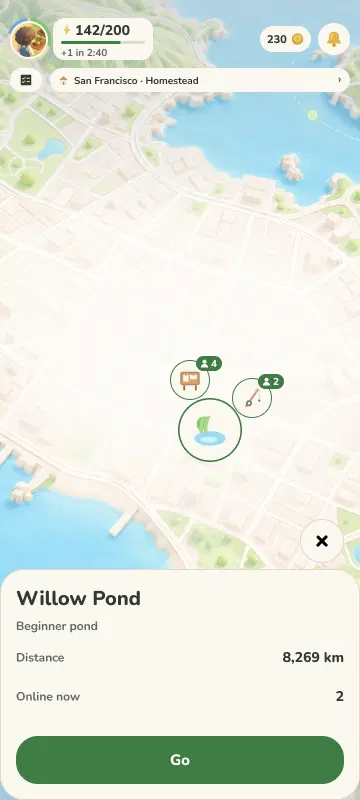 142/200
+1 in 2:40
230
San Francisco · Homestead
4
2
Willow Pond
Beginner pond
Distance 8,269 km
Online now 2
Go